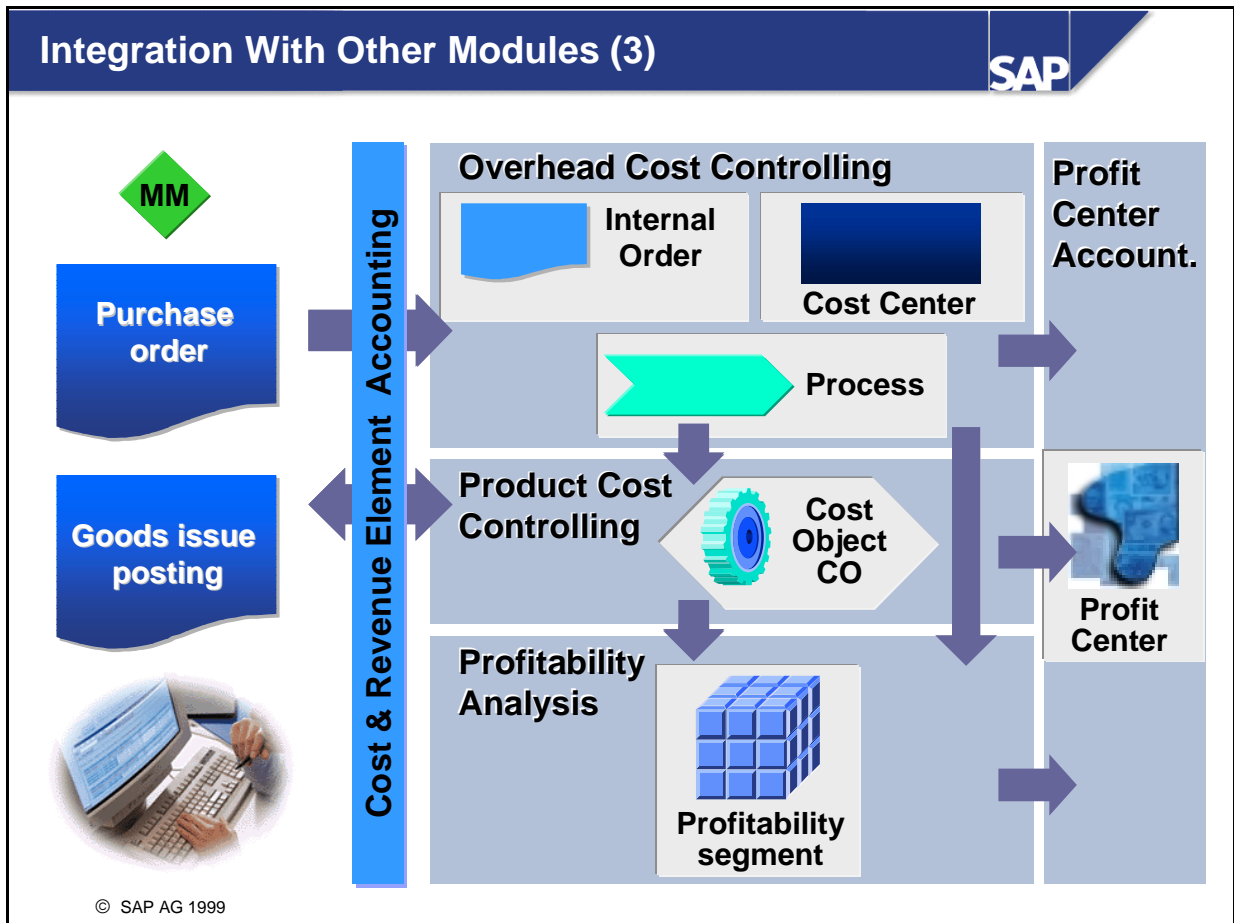 Integration With Other Modules (3)
SAP
MM
Purchase
order
Goods issue
posting
Cost & Revenue Element Accounting
Overhead Cost Controlling
Internal
Order
Cost Center
Process
Product Cost
Controlling
Cost
Object
CO
Profitability
Analysis
Profitability
segment
Profit
Center
Account.
Profit
Center
© SAP AG 1999